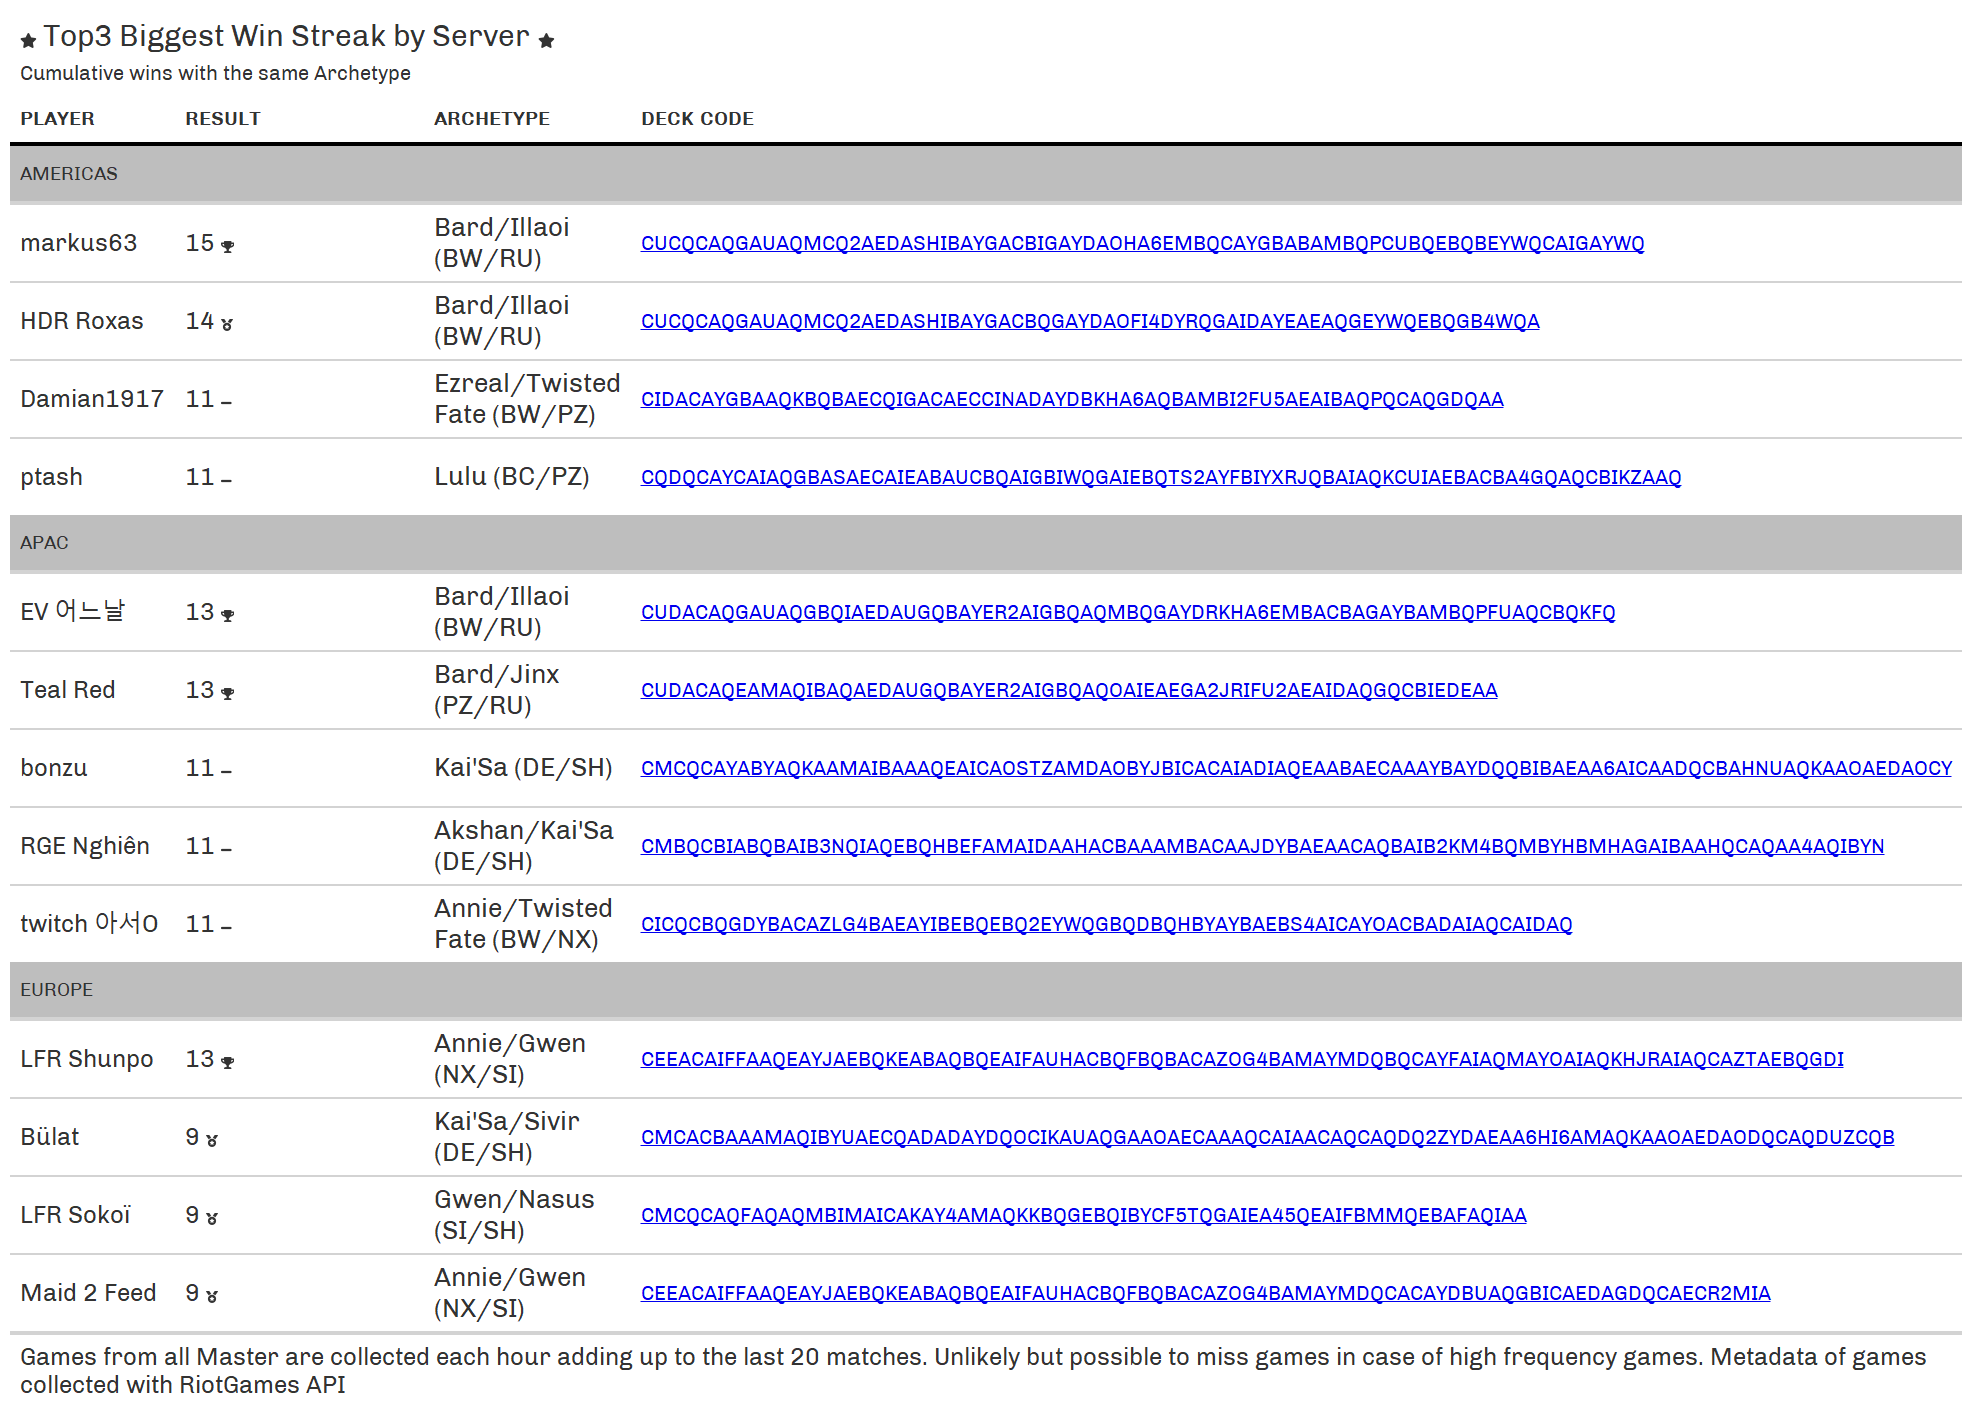 ★ Top3 Biggest Win Streak by Server ★
Cumulative wins with the same Archetype
PLAYER RESULT ARCHETYPE DECK CODE
AMERICAS
markus63 15 Bard/Illaoi (BW/RU) CUCQCAQGAUAQMCQ2AEDASHIBAYGACBIGAYDAOHA6EMBQCAYGBABAMBQPCUBQEBQBEYWQCAIGAYWQ
HDR Roxas 14 Bard/Illaoi (BW/RU) CUCQCAQGAUAQMCQ2AEDASHIBAYGACBQGAYDAOFI4DYRQGAIDAYEAEAQGEYWQEBQGB4WQA
Damian1917 11 – Ezreal/Twisted Fate (BW/PZ) CIDACAYGBAAQKBQBAECQIGACAECCINADAYDBKHA6AQBAMBI2FU5AEAIBAQPQCAQGDQAA
ptash 11 – Lulu (BC/PZ) CQDQCAYCAIAQGBASAECAIEABAUCBQAIGBIWQGAIEBQTS2AYFBIYXRJQBAIAQKCUIAEBACBA4GQAQCBIKZAAQ
APAC
EV 어느날 13 Bard/Illaoi (BW/RU) CUDACAQGAUAQGBQIAEDAUGQBAYER2AIGBQAQMBQGAYDRKHA6EMBACBAGAYBAMBQPFUAQCBQKFQ
Teal Red 13 Bard/Jinx (PZ/RU) CUDACAQEAMAQIBAQAEDAUGQBAYER2AIGBQAQOAIEAEGA2JRIFU2AEAIDAQGQCBIEDEAA
bonzu 11 – Kai'Sa (DE/SH) CMCQCAYABYAQKAAMAIBAAAQEAICAOSTZAMDAOBYJBICACAIADIAQEAABAECAAAYBAYDQQBIBAEAA6AICAADQCBAHNUAQKAAOAEDAOCY
RGE Nghiên 11 – Akshan/Kai'Sa (DE/SH) CMBQCBIABQBAIB3NQIAQEBQHBEFAMAIDAAHACBAAAMBACAAJDYBAEAACAQBAIB2KM4BQMBYHBMHAGAIBAAHQCAQAA4AQIBYN
twitch 아서O 11 – Annie/Twisted Fate (BW/NX) CICQCBQGDYBACAZLG4BAEAYIBEBQEBQ2EYWQGBQDBQHBYAYBAEBS4AICAYOACBADAIAQCAIDAQ
EUROPE
LFR Shunpo 13 Annie/Gwen (NX/SI) CEEACAIFFAAQEAYJAEBQKEABAQBQEAIFAUHACBQFBQBACAZOG4BAMAYMDQBQCAYFAIAQMAYOAIAQKHJRAIAQCAZTAEBQGDI
Bülat 9 Kai'Sa/Sivir (DE/SH) CMCACBAAAMAQIBYUAECQADADAYDQOCIKAUAQGAAOAECAAAQCAIAACAQCAQDQ2ZYDAEAA6HI6AMAQKAAOAEDAODQCAQDUZCQB
LFR Sokoï 9 Gwen/Nasus (SI/SH) CMCQCAQFAQAQMBIMAICAKAY4AMAQKKBQGEBQIBYCF5TQGAIEA45QEAIFBMMQEBAFAQIAA
Maid 2 Feed 9 Annie/Gwen (NX/SI) CEEACAIFFAAQEAYJAEBQKEABAQBQEAIFAUHACBQFBQBACAZOG4BAMAYMDQCACAYDBUAQGBICAEDAGDQCAECR2MIA
Games from all Master are collected each hour adding up to the last 20 matches. Unlikely but possible to miss games in case of high frequency games. Metadata of games
collected with RiotGames API